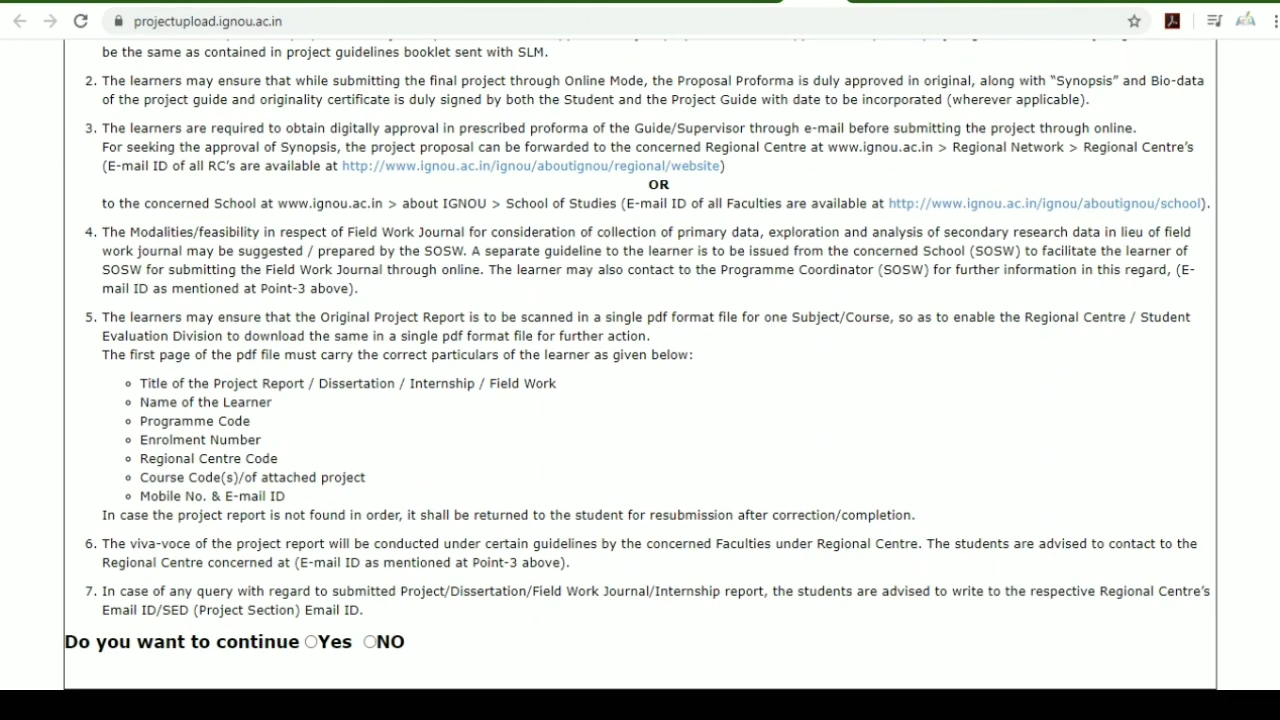 projectupload.ignou.ac.in
be the same as contained in project guidelines booklet sent with SLM.
2. The learners may ensure that while submitting the final project through Online Mode, the Proposal Proforma is duly approved in original, along with “Synopsis” and Bio-data
of the project guide and originality certificate is duly signed by both the Student and the Project Guide with date to be incorporated (wherever applicable).
3. The learners are required to obtain digitally approval in prescribed proforma of the Guide/Supervisor through e-mail before submitting the project through online.
For seeking the approval of Synopsis, the project proposal can be forwarded to the concerned Regional Centre at www.ignou.ac.in > Regional Network > Regional Centre’s
(E-mail ID of all RC’s are available at http://www.ignou.ac.in/ignou/aboutignou/regional/website)
OR
to the concerned School at www.ignou.ac.in > about IGNOU > School of Studies (E-mail ID of all Faculties are available at http://www.ignou.ac.in/ignou/aboutignou/school).
4. The Modalities/feasibility in respect of Field Work Journal for consideration of collection of primary data, exploration and analysis of secondary research data in lieu of field
work journal may be suggested / prepared by the SOSW. A separate guideline to the learner is to be issued from the concerned School (SOSW) to facilitate the learner of
SOSW for submitting the Field Work Journal through online. The learner may also contact to the Programme Coordinator (SOSW) for further information in this regard, (E-
mail ID as mentioned at Point-3 above).
5. The learners may ensure that the Original Project Report is to be scanned in a single pdf format file for one Subject/Course, so as to enable the Regional Centre / Student
Evaluation Division to download the same in a single pdf format file for further action.
The first page of the pdf file must carry the correct particulars of the learner as given below:
Title of the Project Report / Dissertation / Internship / Field Work
Name of the Learner
Programme Code
Enrolment Number
Regional Centre Code
Course Code(s)/of attached project
Mobile No. & E-mail ID
In case the project report is not found in order, it shall be returned to the student for resubmission after correction/completion.
6. The viva-voce of the project report will be conducted under certain guidelines by the concerned Faculties under Regional Centre. The students are advised to contact to the
Regional Centre concerned at (E-mail ID as mentioned at Point-3 above).
7. In case of any query with regard to submitted Project/Dissertation/Field Work Journal/Internship report, the students are advised to write to the respective Regional Centre’s
Email ID/SED (Project Section) Email ID.
Do you want to continue Yes NO